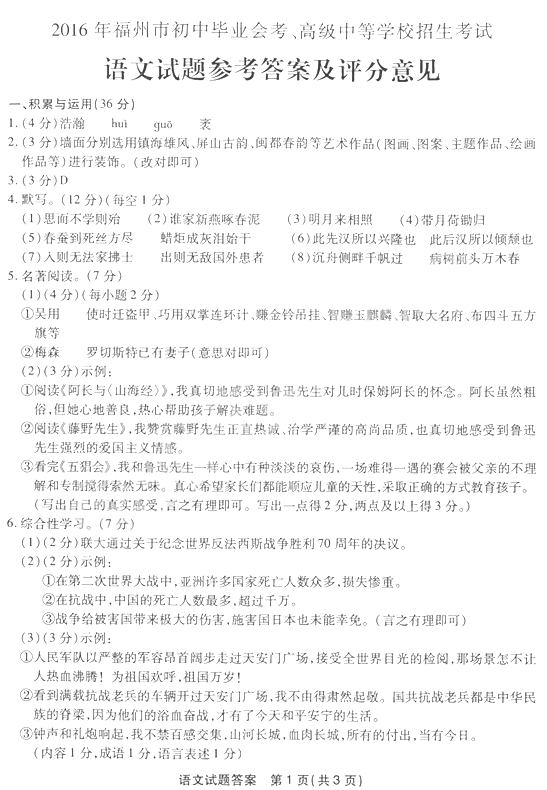 2016年福州市初中毕业会考、高级中等学校招生考试
语文试题参考答案及评分意见
一、积累与运用(36分)
1.(4分)浩瀚 huì guō 袤
2.(3分)墙面分别选用镇海雄风、屏山古韵、闽都春韵等艺术作品(图画、图案、主题作品、绘画
作品等)进行装饰。(改对即可)
3.(3分)D
4.默写。(12分)(每空1分)
(1)思而不学则殆 (2)谁家新燕啄春泥 (3)明月来相照 (4)带月荷锄归
(5)春蚕到死丝方尽 蜡炬成灰泪始干 (6)此先汉所以兴隆也 此后汉所以倾颓也
(7)入则无法家拂士 出则无敌国外患者 (8)沉舟侧畔千帆过 病树前头万木春
5.名著阅读。(7分)
(1)(4分)(每小题2分)
①吴用 使时迁盗甲、巧用双掌连环计、赚金铃吊挂、智赚玉麒麟、智取大名府、布四斗五方
旗等
②梅森 罗切斯特已有妻子(意思对即可)
(2)(3分)示例:
①阅读《阿长与〈山海经〉》,我真切地感受到鲁迅先生对儿时保姆阿长的怀念。阿长虽然粗
俗,但她心地善良,热心帮助孩子解决难题。
②阅读《藤野先生》,我赞赏藤野先生正直热诚、治学严谨的高尚品质,也真切地感受到鲁迅
先生强烈的爱国主义情感。
③看完《五猖会》,我和鲁迅先生一样心中有种淡淡的哀伤,一场难得一遇的赛会被父亲的不理
解和专制搅得索然无味。真心希望家长们都能顺应儿童的天性,采取正确的方式教育孩子。
(写出自己的真实感受,言之有理即可。写出一点得2分,两点及以上得3分。)
6.综合性学习。(7分)
(1)(2分)联大通过关于纪念世界反法西斯战争胜利70周年的决议。
(2)(2分)示例:
①在第二次世界大战中,亚洲许多国家死亡人数众多,损失惨重。
②在抗战中,中国的死亡人数最多,超过千万。
③战争给被害国带来极大的伤害,施害国日本也未能幸免。(言之有理即可)
(3)(3分)示例:
①人民军队以严整的军容昂首阔步走过天安门广场,接受全世界目光的检阅,那场景怎不让
人热血沸腾!为祖国欢呼,祖国万岁!
②看到满载抗战老兵的车辆开过天安门广场,我不由得肃然起敬。国共抗战老兵都是中华民
族的脊梁,因为他们的浴血奋战,才有了今天和平安宁的生活。
③钟声和礼炮响起,我不禁百感交集,山河长城,血肉长城,所有的付出,当有今日。
(内容1分,成语1分,语言表述1分)
语文试题答案 第1页(共3页)